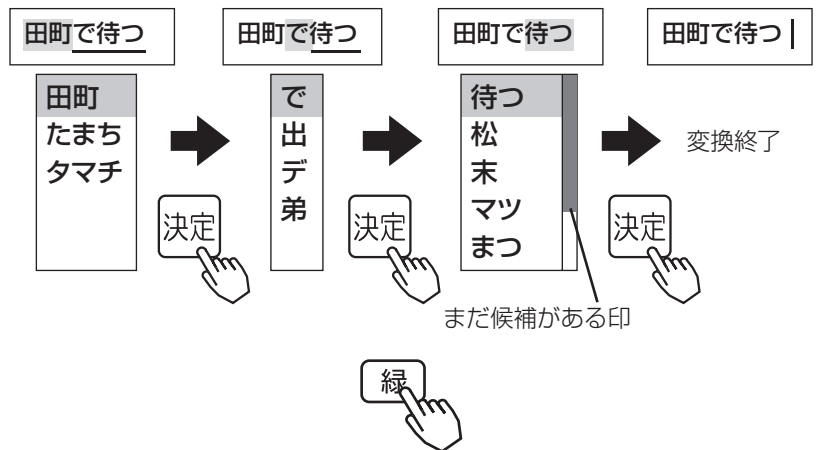 田町で待つ
田町で待つ
田町で待つ
田町で待つ
田町
たまち
タマチ
で
出
デ
弟
待つ
松
末
マツ
まつ
変換終了
決定
決定
決定
まだ候補がある印
緑